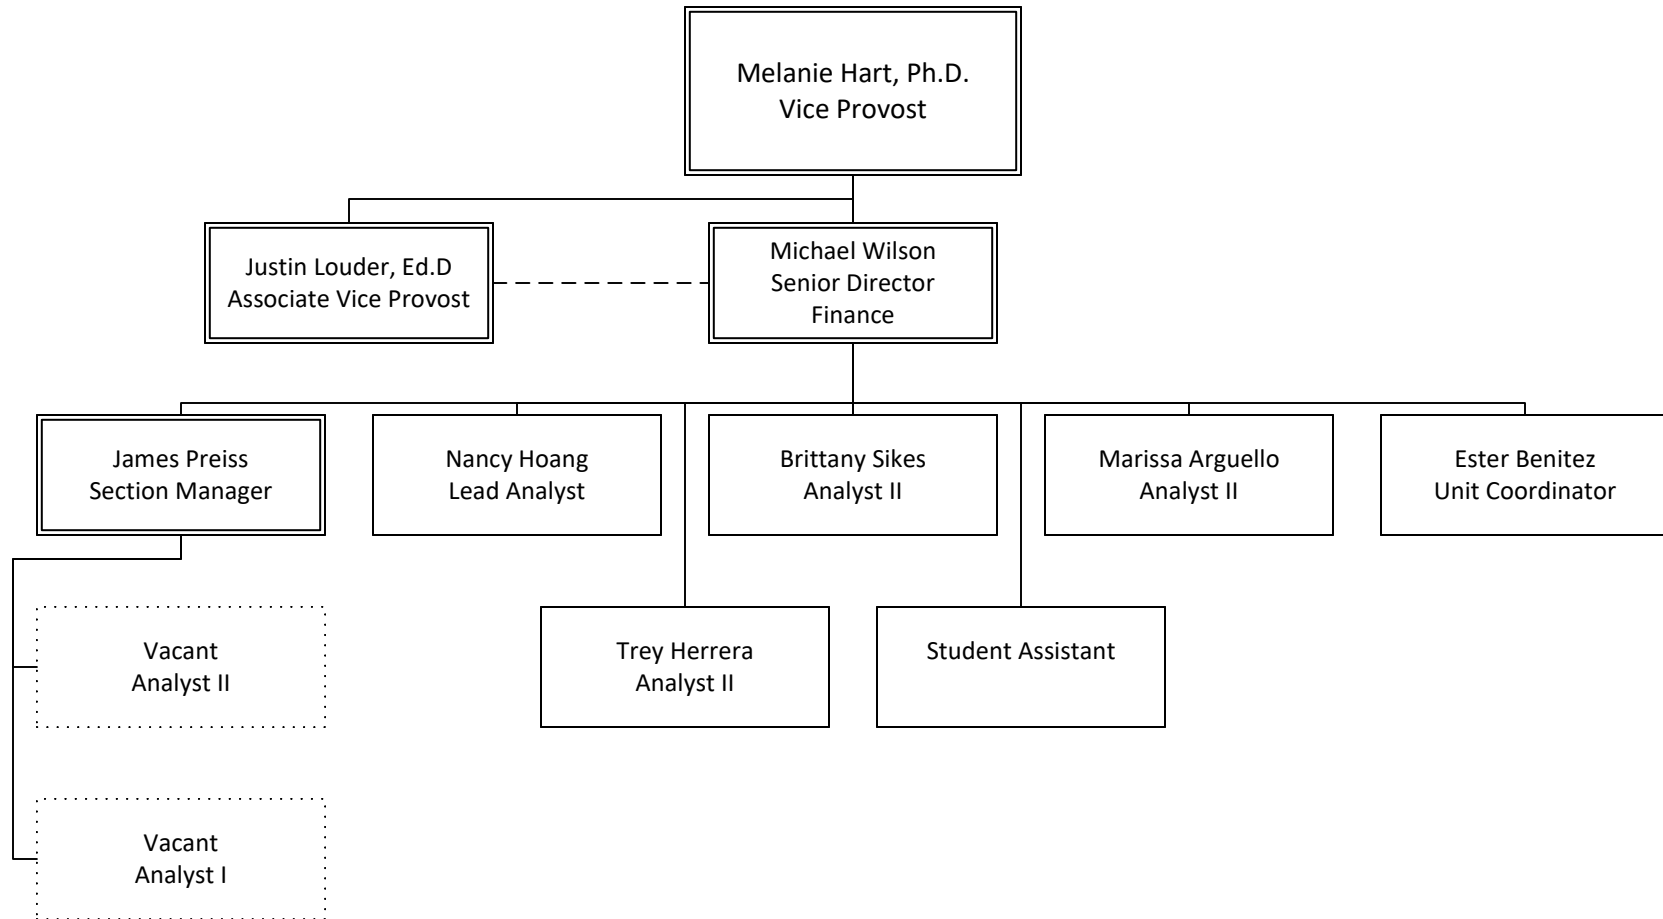 Melanie Hart, Ph.D.
Vice Provost
Justin Louder, Ed.D
Associate Vice Provost
Michael Wilson
Senior Director
Finance
James Preiss
Section Manager
Nancy Hoang
Lead Analyst
Brittany Sikes
Analyst II
Marissa Arguello
Analyst II
Ester Benitez
Unit Coordinator
Vacant
Analyst II
Trey Herrera
Analyst II
Student Assistant
Vacant
Analyst I